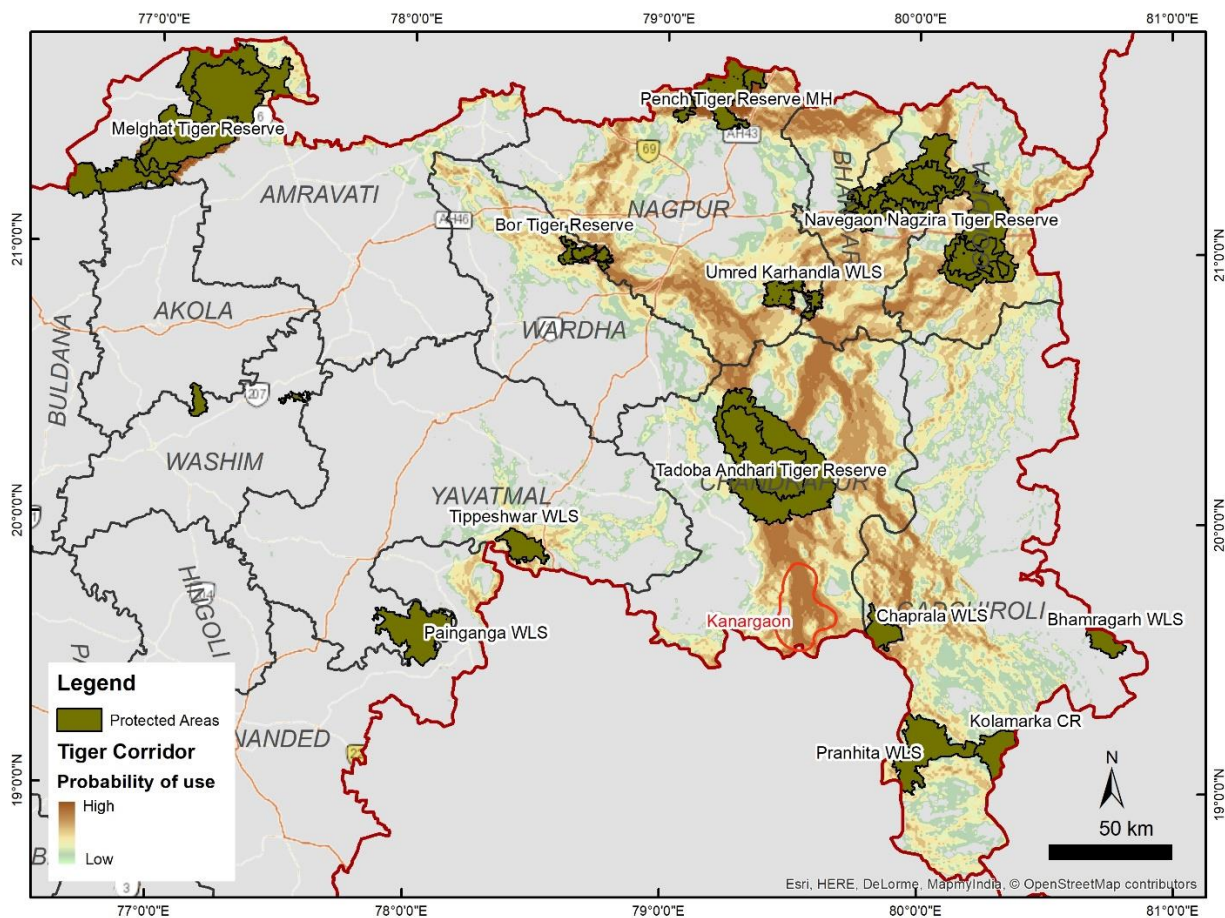 77°0'0"E
78°0'0"E
79°0'0"E
80°0'0"E
81°0'0"E
6
Pench Tiger Reserve MH
Melghat Tiger Reserve
AH43
69
AMRAVATI
NAGPUR
21°0'0"N
AH46
Navegaon Nagzira Tiger Reserve
21°0'0"N
Bor Tiger Reserve
Umred Karhandla WLS
AKOLA
WARDHA
BULDANA
207
WASHIM
Tadoba Andhari Tiger Reserve
CHANDRAPUR
YAVATMAL
20°0'0"N
Tippeshwar WLS
20°0'0"N
HINGOLI
GADCHIROLI
Kanargaon
Chaprala WLS
Bhamragarh WLS
Painganga WLS
Legend
Protected Areas
Tiger Corridor
Probability of use
High
Low
NANDED
Kolamarka CR
Pranhita WLS
N
19°0'0"N
19°0'0"N
50 km
3
Esri, HERE, DeLorme, MapmyIndia, © OpenStreetMap contributors
77°0'0"E
78°0'0"E
79°0'0"E
80°0'0"E
81°0'0"E